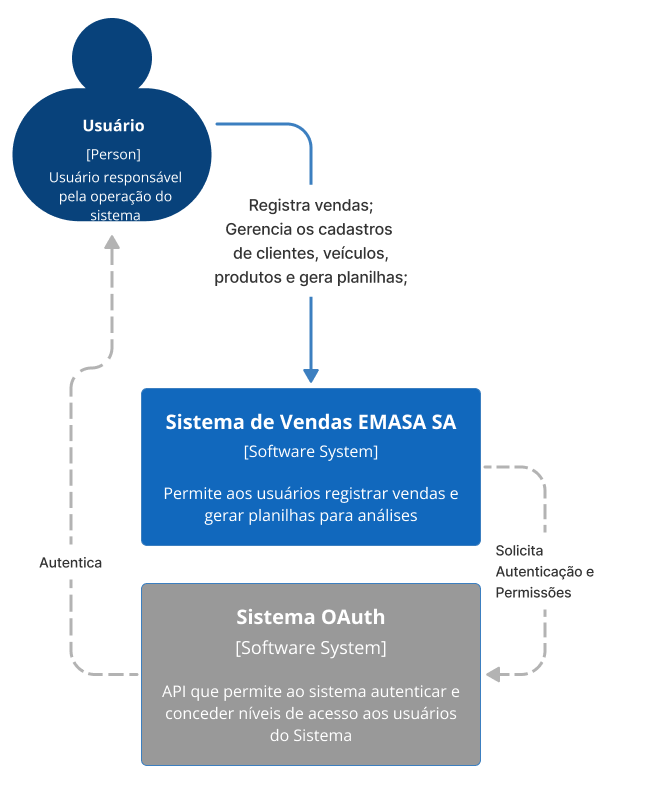 Usuário
[Person]
Usuário responsável
pela operação do
sistema
Registra vendas;
Gerencia os cadastros
de clientes, veículos,
produtos e gera planilhas;
Sistema de Vendas EMASA SA
[Software System]
Permite aos usuários registrar vendas e
gerar planilhas para análises
Solicita
Autenticação e
Permissões
Autentica
Sistema OAuth
[Software System]
API que permite ao sistema autenticar e
conceder níveis de acesso aos usuários
do Sistema